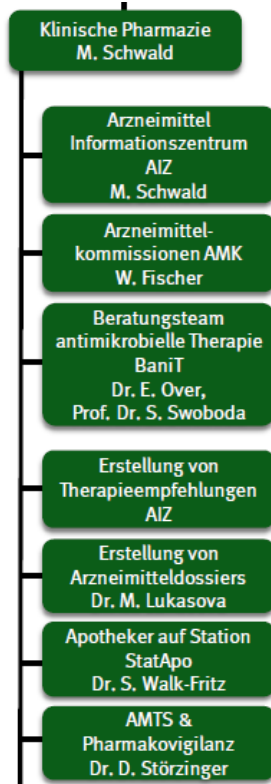 Klinische Pharmazie
M. Schwald
Arzneimittel
Informationszentrum
AIZ
M. Schwald
Arzneimittel-
kommissionen AMK
W. Fischer
Beratungsteam
antimikrobielle Therapie
BaniT
Dr. E. Over,
Prof. Dr. S. Swoboda
Erstellung von
Therapieempfehlungen
AIZ
Erstellung von
Arzneimitteldossiers
Dr. M. Lukasova
Apotheker auf Station
StatApo
Dr. S. Walk-Fritz
AMTS &
Pharmakovigilanz
Dr. D. Störzinger